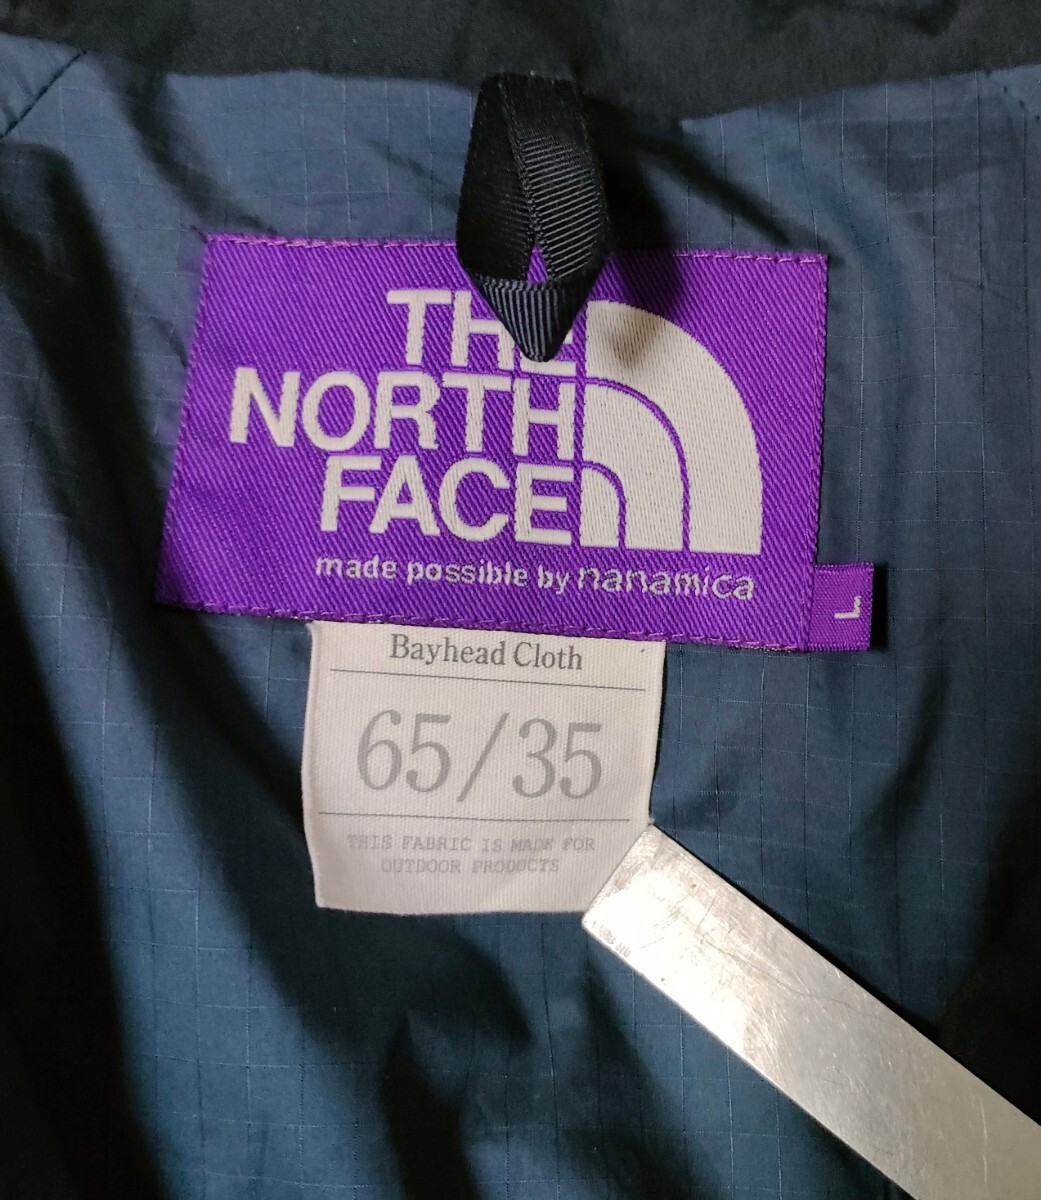 THE
NORTH
FACE
made possible by nanamica
L
Bayhead Cloth
65/35
THIS FABRIC IS MADE FOR
OUTDOOR PRODUCTS